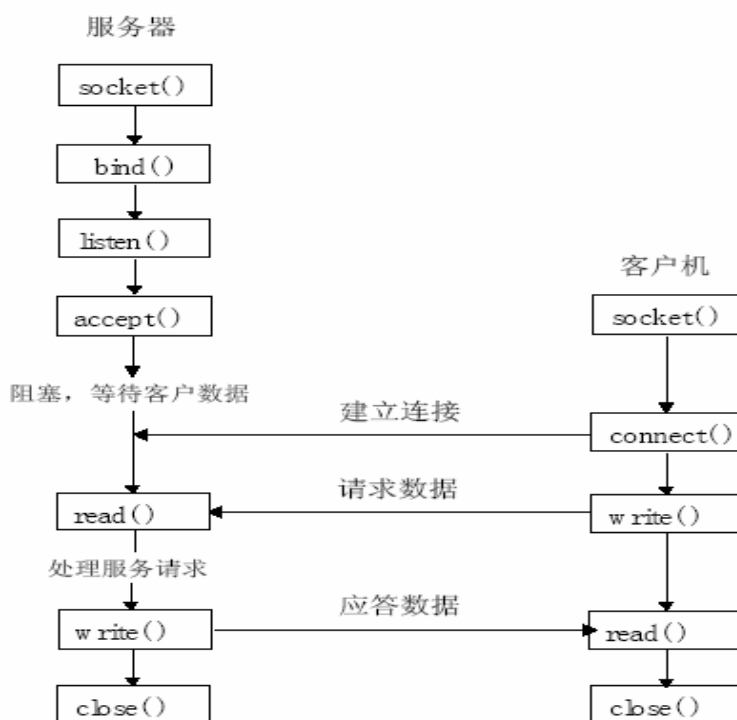 服务器
socket()
bind()
listen()
accept()
阻塞，等待客户数据
read()
处理服务请求
write()
close()
建立连接
请求数据
应答数据
客户机
socket()
connect()
write()
read()
close()